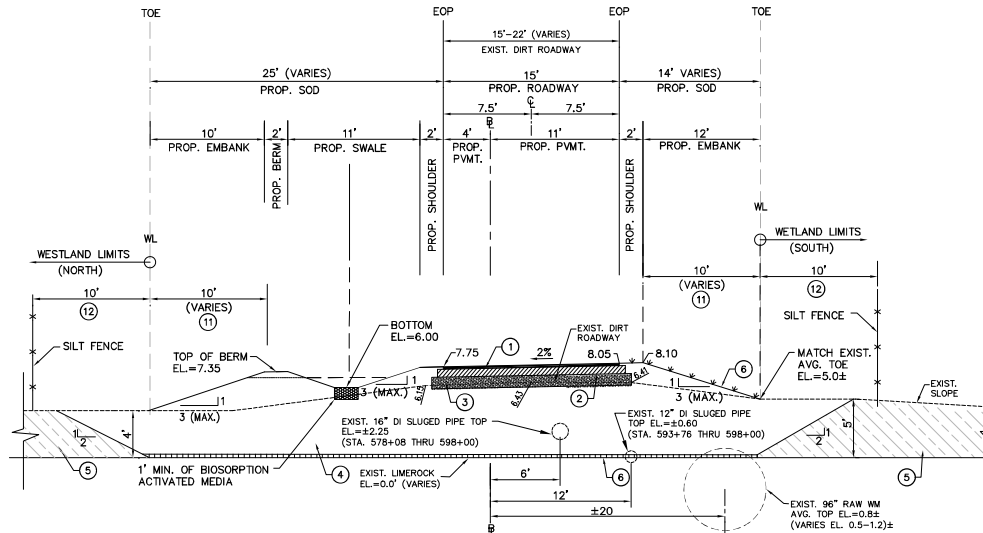 TOE
EOP
EOP
TOE
15'-22' (VARIES)
EXIST. DIRT ROADWAY
25' (VARIES)
PROP. SOD
15'
PROP. ROADWAY
14' VARIES)
PROP. SOD
7.5'
7.5'
10'
PROP. EMBANK
2'
PROP. BERM
11'
PROP. SWALE
2'
PROP. SHOULDER
4'
PROP.
PVMT.
11'
PROP. PVMT.
2'
PROP. SHOULDER
12'
PROP. EMBANK
WL
WL
WESTLAND LIMITS
(NORTH)
WETLAND LIMITS
(SOUTH)
10'
12
10'
(VARIES)
11
10'
(VARIES)
11
10'
12
SILT FENCE
SILT FENCE
BOTTOM
EL.=6.00
EXIST. DIRT
ROADWAY
TOP OF BERM
EL.=7.35
7.75
1
2%
8.05
8.10
6
MATCH EXIST.
AVG. TOE
EL.=5.0±
EXIST.
SLOPE
1
3 (MAX.)
1
3 (MAX.)
6.15
3
6.43
2
6.41
1
3 (MAX.)
EXIST. 16" DI SLUGED PIPE TOP
EL.=±2.25
(STA. 578+08 THRU 598+00)
EXIST. 12" DI SLUGED PIPE
TOP EL.=±0.60
(STA. 593+76 THRU 598+00)
1
2
4'
5'
1
2
5
1' MIN. OF BIOSORPTION
ACTIVATED MEDIA
4
EXIST. LIMEROCK
EL.=0.0' (VARIES)
6'
6
5
12'
±20
EXIST. 96" RAW WM
AVG. TOP EL.=0.8±
(VARIES EL. 0.5-1.2)±